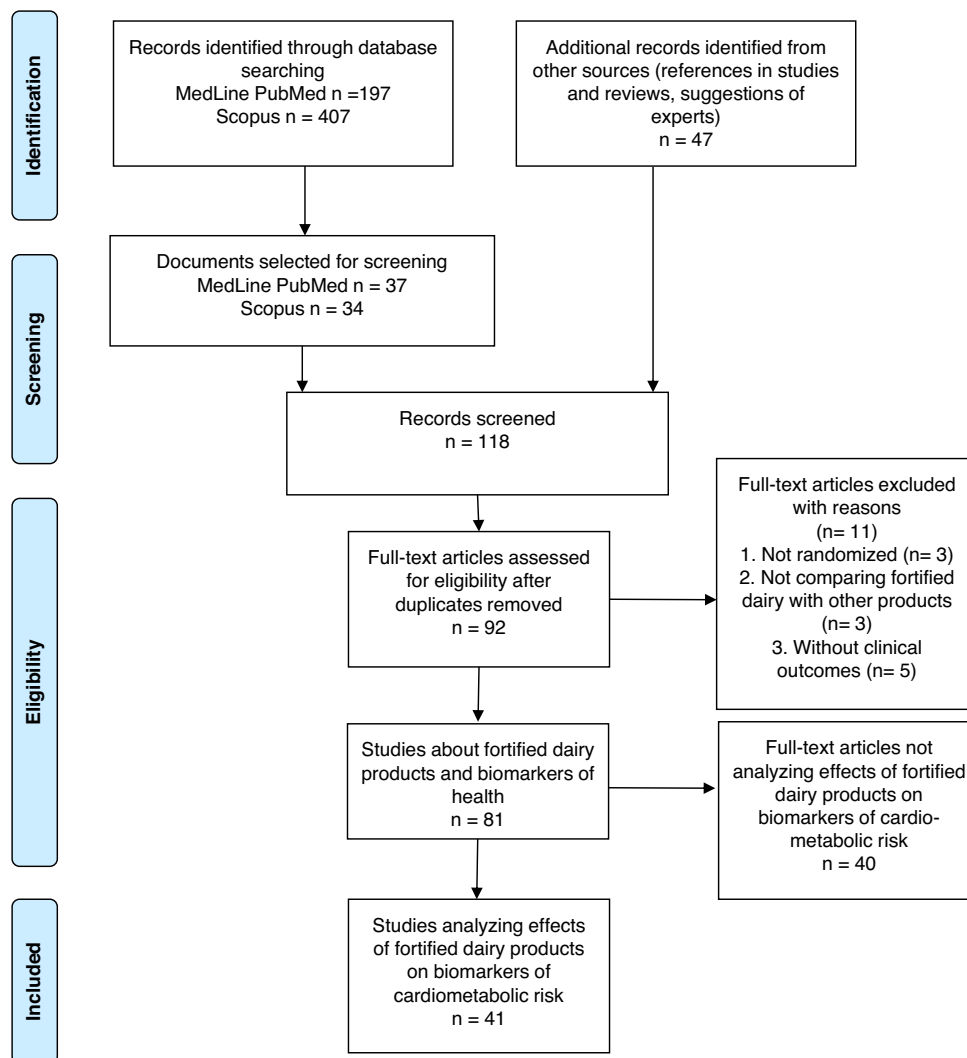 Identification
Records identified through database
searching
MedLine PubMed n =197
Scopus n = 407
Additional records identified from
other sources (references in studies
and reviews, suggestions of
experts)
n = 47
Screening
Documents selected for screening
MedLine PubMed n = 37
Scopus n = 34
Records screened
n = 118
Eligibility
Full-text articles assessed
for eligibility after
duplicates removed
n = 92
Full-text articles excluded
with reasons
(n= 11)
1. Not randomized (n= 3)
2. Not comparing fortified
dairy with other products
(n= 3)
3. Without clinical
outcomes (n= 5)
Studies about fortified dairy
products and biomarkers of
health
n = 81
Full-text articles not
analyzing effects of fortified
dairy products on
biomarkers of cardio-
metabolic risk
n = 40
Included
Studies analyzing effects
of fortified dairy products
on biomarkers of
cardiometabolic risk
n = 41